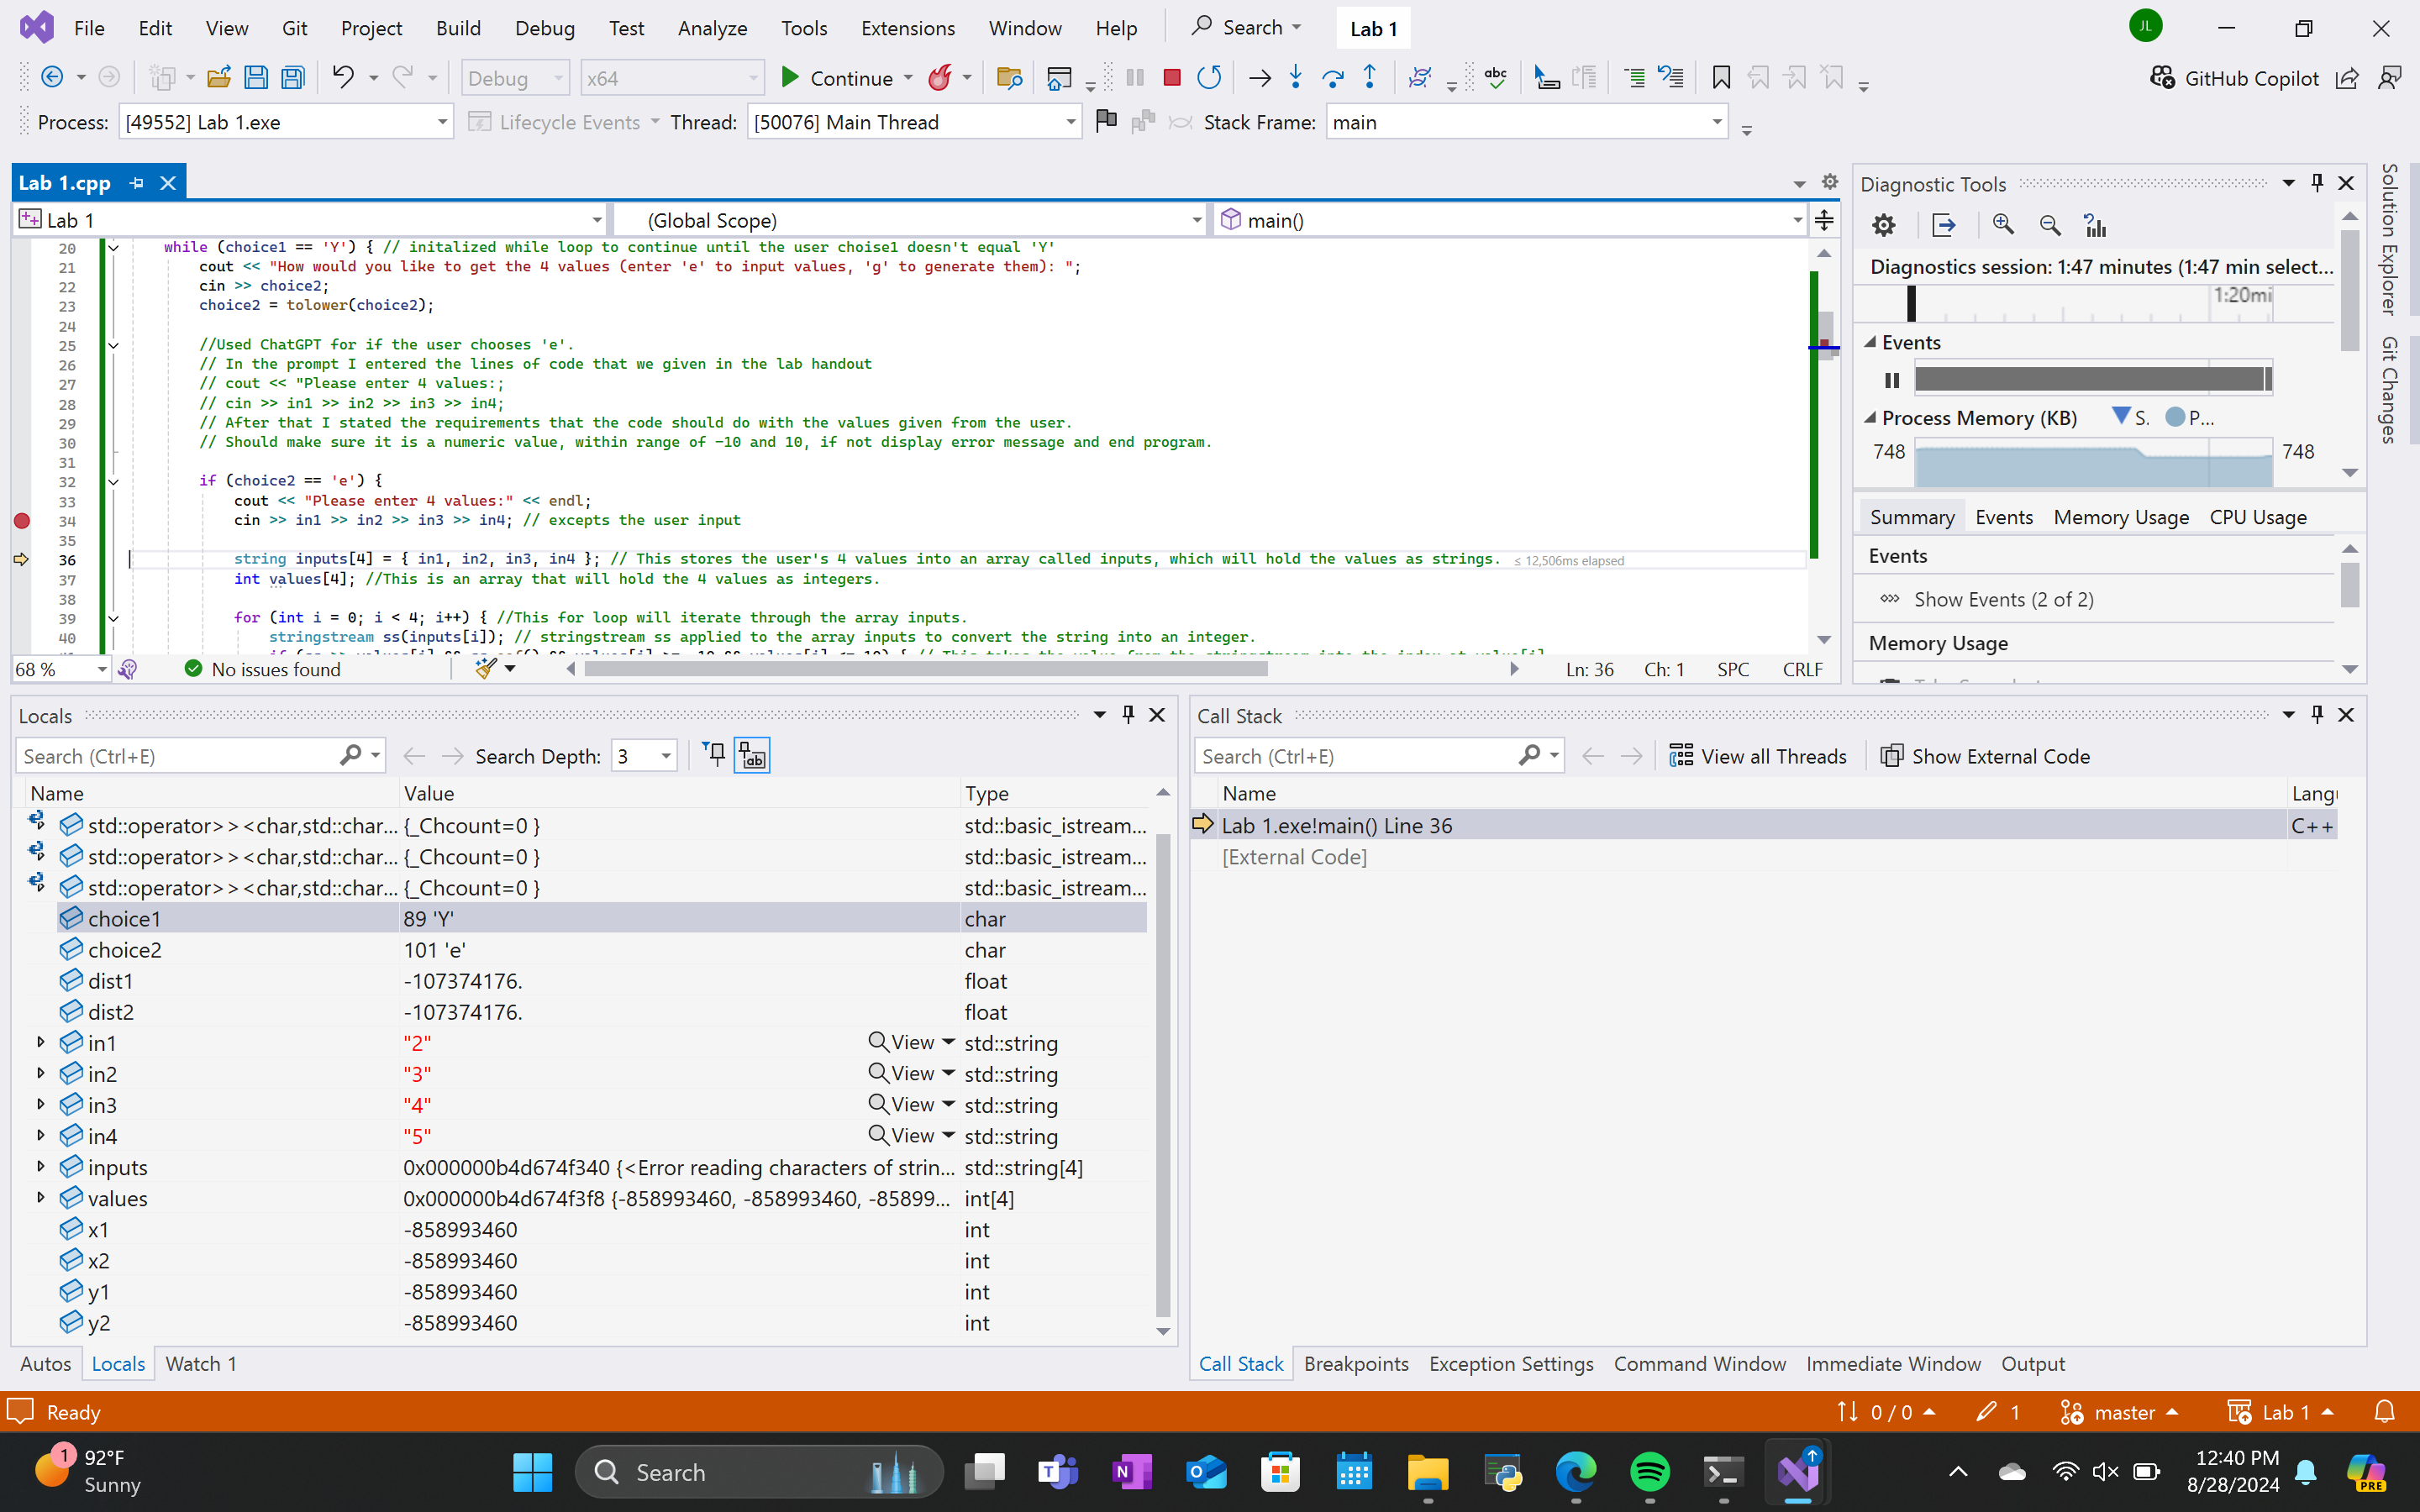 File Edit View Git Project Build Debug Test Analyze Tools Extensions Window Help Search Lab 1 JL
Debug x64 Continue abc GitHub Copilot
Process: [49552] Lab 1.exe Lifecycle Events Thread: [50076] Main Thread Stack Frame: main
Lab 1.cpp
Lab 1 (Global Scope) main()
20 while (choice1 == 'Y') { // initalized while loop to continue until the user choise1 doesn't equal 'Y'
21 cout << "How would you like to get the 4 values (enter 'e' to input values, 'g' to generate them): ";
22 cin >> choice2;
23 choice2 = tolower(choice2);
24
25 //Used ChatGPT for if the user chooses 'e'.
26 // In the prompt I entered the lines of code that we given in the lab handout
27 // cout << "Please enter 4 values:;
28 // cin >> in1 >> in2 >> in3 >> in4;
29 // After that I stated the requirements that the code should do with the values given from the user.
30 // Should make sure it is a numeric value, within range of -10 and 10, if not display error message and end program.
31
32 if (choice2 == 'e') {
33 cout << "Please enter 4 values:" << endl;
34 cin >> in1 >> in2 >> in3 >> in4; // excepts the user input
35
36 string inputs[4] = { in1, in2, in3, in4 }; // This stores the user's 4 values into an array called inputs, which will hold the values as strings. ≤ 12,506ms elapsed
37 int values[4]; //This is an array that will hold the 4 values as integers.
38
39 for (int i = 0; i < 4; i++) { //This for loop will iterate through the array inputs.
40 stringstream ss(inputs[i]); // stringstream ss applied to the array inputs to convert the string into an integer.
68 % No issues found Ln: 36 Ch: 1 SPC CRLF
Diagnostic Tools
Diagnostics session: 1:47 minutes (1:47 min select...
1:20mi
Events
Process Memory (KB) S. P...
748 748
Summary Events Memory Usage CPU Usage
Events
Show Events (2 of 2)
Memory Usage
Solution Explorer
Git Changes
Locals
Search (Ctrl+E) Search Depth: 3
Name Value Type
std::operator>><char,std::char... {_Chcount=0 } std::basic_istream...
std::operator>><char,std::char... {_Chcount=0 } std::basic_istream...
std::operator>><char,std::char... {_Chcount=0 } std::basic_istream...
choice1 89 'Y' char
choice2 101 'e' char
dist1 -107374176. float
dist2 -107374176. float
in1 "2" View std::string
in2 "3" View std::string
in3 "4" View std::string
in4 "5" View std::string
inputs 0x000000b4d674f340 {<Error reading characters of strin... std::string[4]
values 0x000000b4d674f3f8 {-858993460, -858993460, -85899... int[4]
x1 -858993460 int
x2 -858993460 int
y1 -858993460 int
y2 -858993460 int
Autos Locals Watch 1
Call Stack
Search (Ctrl+E) View all Threads Show External Code
Name Langu
Lab 1.exe!main() Line 36 C++
[External Code]
Call Stack Breakpoints Exception Settings Command Window Immediate Window Output
Ready 0 / 0 1 master Lab 1
1 92°F
Sunny
Search
12:40 PM
8/28/2024
PRE